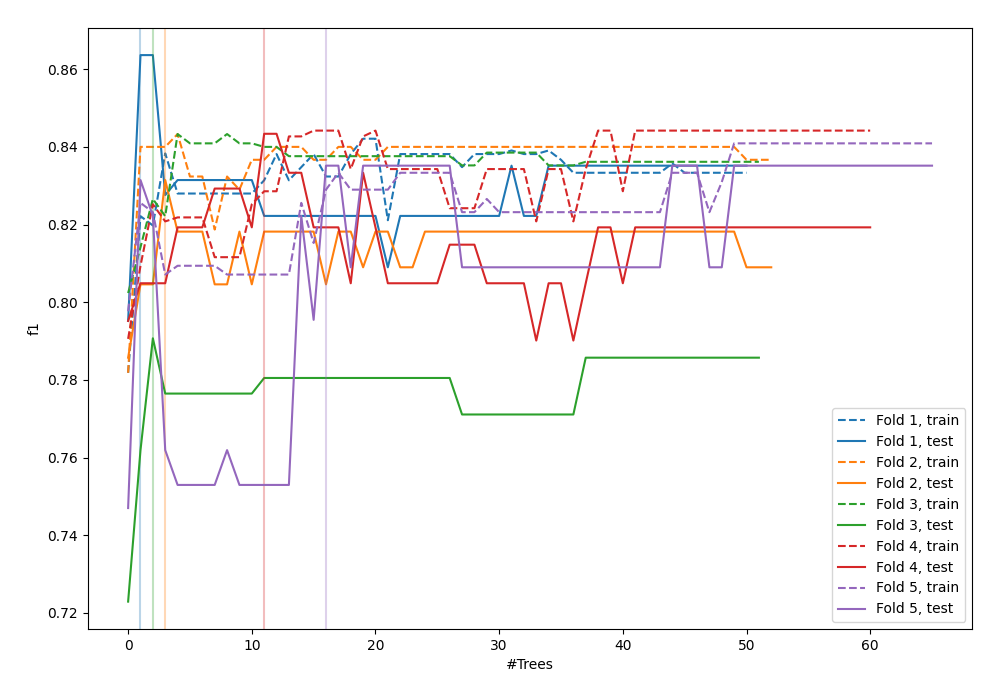 0.86
0.84
0.82
0.80
0.78
0.76
0.74
0.72
f1
0
10
20
30
40
50
60
#Trees
Fold 1, train
Fold 1, test
Fold 2, train
Fold 2, test
Fold 3, train
Fold 3, test
Fold 4, train
Fold 4, test
Fold 5, train
Fold 5, test